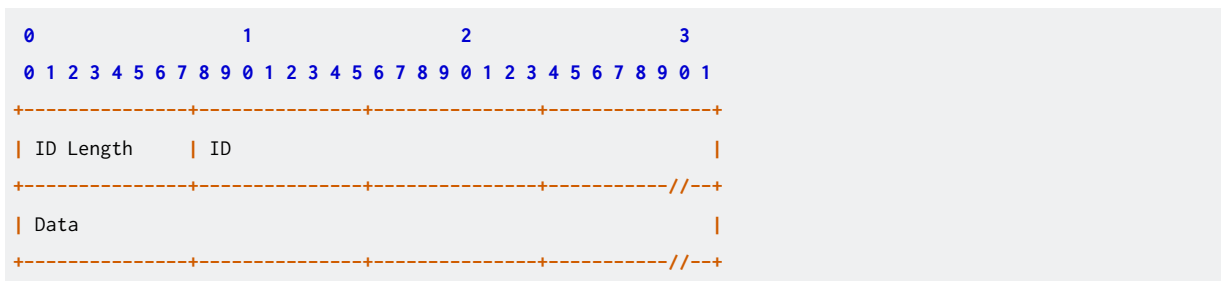 0                   1                   2                   3
 0 1 2 3 4 5 6 7 8 9 0 1 2 3 4 5 6 7 8 9 0 1 2 3 4 5 6 7 8 9 0 1
+---------------+---------------+---------------+---------------+
| ID Length     | ID                                            |
+---------------+---------------+---------------+-----------//--+
| Data                                                          |
+---------------+---------------+---------------+-----------//--+